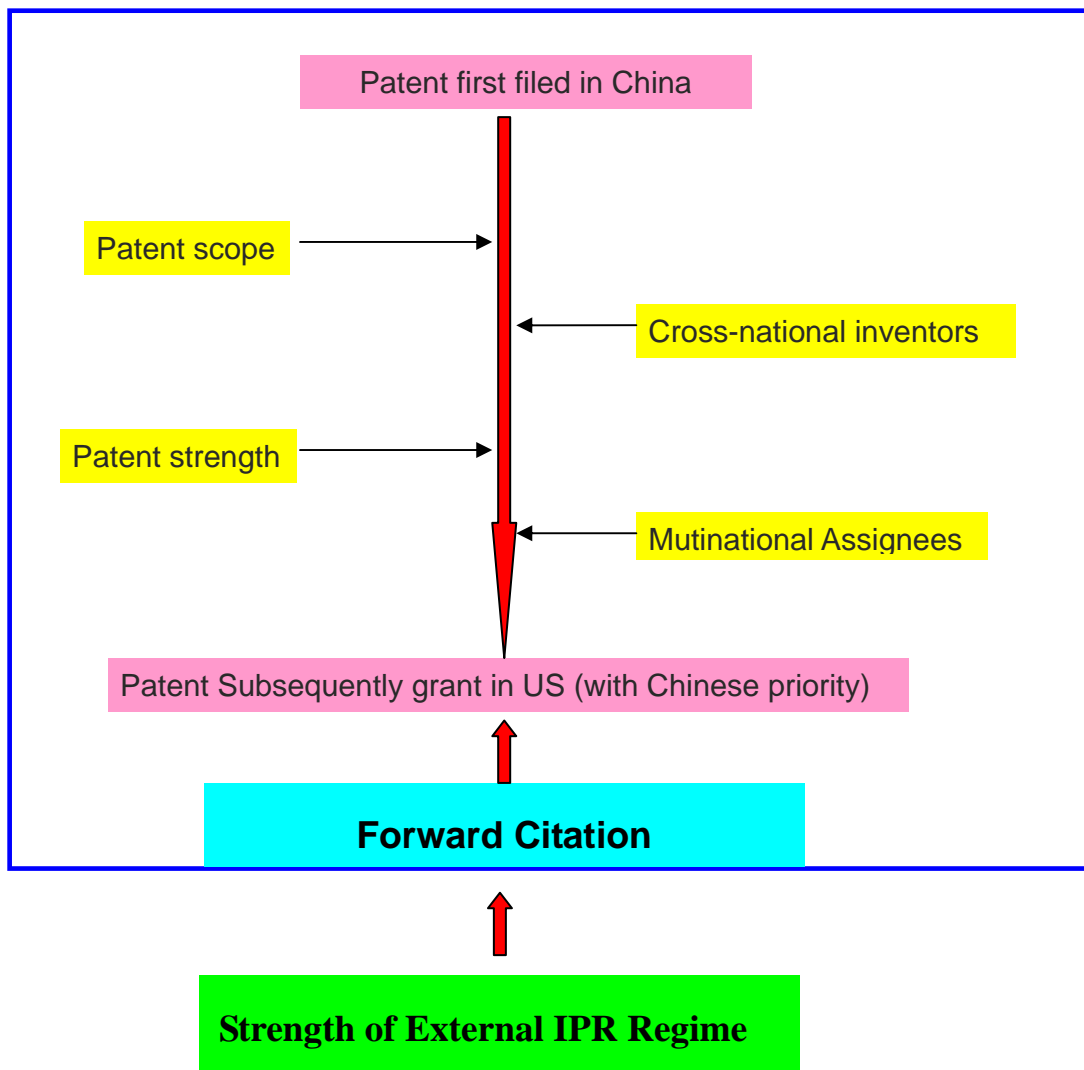 Patent first filed in China
Patent scope
Cross-national inventors
Patent strength
Mutinational Assignees
Patent Subsequently grant in US (with Chinese priority)
Forward Citation
Strength of External IPR Regime